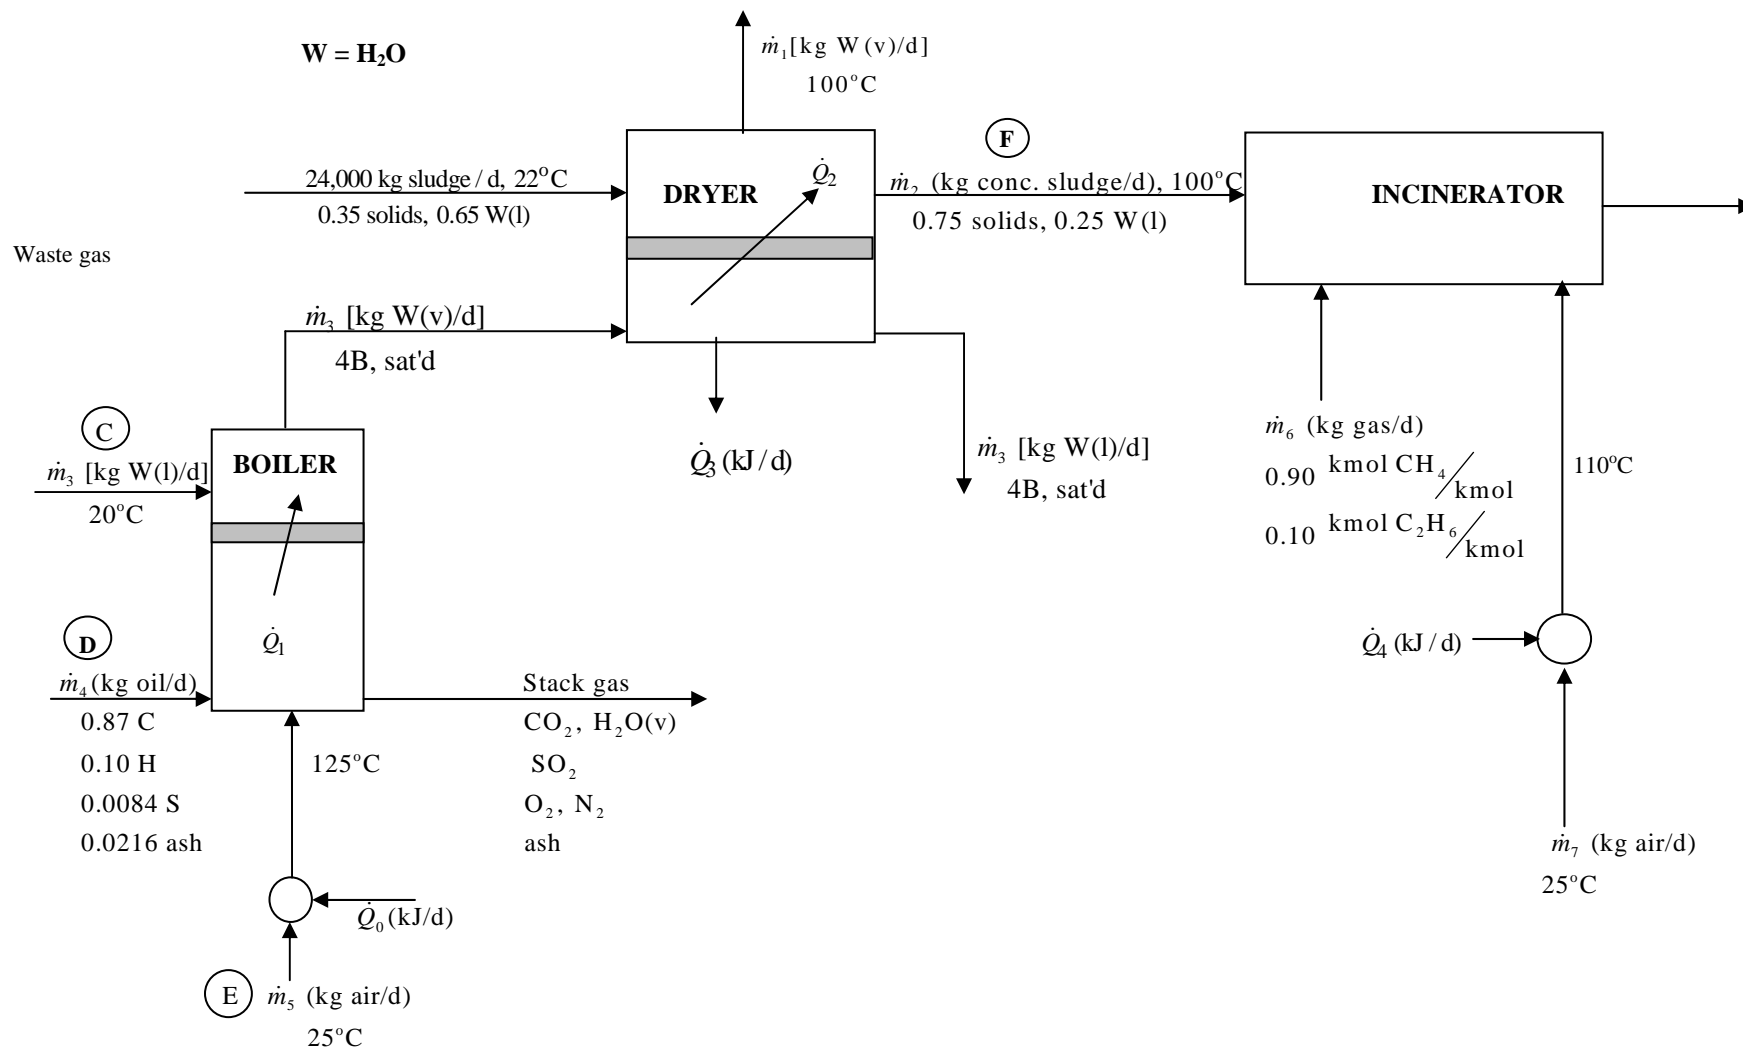 W = H₂O
ṁ₁[kg W(v)/d]
100°C
24,000 kg sludge / d, 22°C
0.35 solids, 0.65 W(l)
DRYER
Q̇₂
F
ṁ₂ (kg conc. sludge/d), 100°C
0.75 solids, 0.25 W(l)
INCINERATOR
Waste gas
ṁ₃ [kg W(v)/d]
4B, sat'd
Q̇₃ (kJ / d)
ṁ₃ [kg W(l)/d]
4B, sat'd
C
ṁ₃ [kg W(l)/d]
20°C
BOILER
Q̇₁
D
ṁ₄ (kg oil/d)
0.87 C
0.10 H
0.0084 S
0.0216 ash
Stack gas
CO₂, H₂O(v)
SO₂
O₂, N₂
ash
125°C
Q̇₀ (kJ/d)
E
ṁ₅ (kg air/d)
25°C
ṁ₆ (kg gas/d)
0.90 kmol CH₄/kmol
0.10 kmol C₂H₆/kmol
110°C
Q̇₄ (kJ / d)
ṁ₇ (kg air/d)
25°C